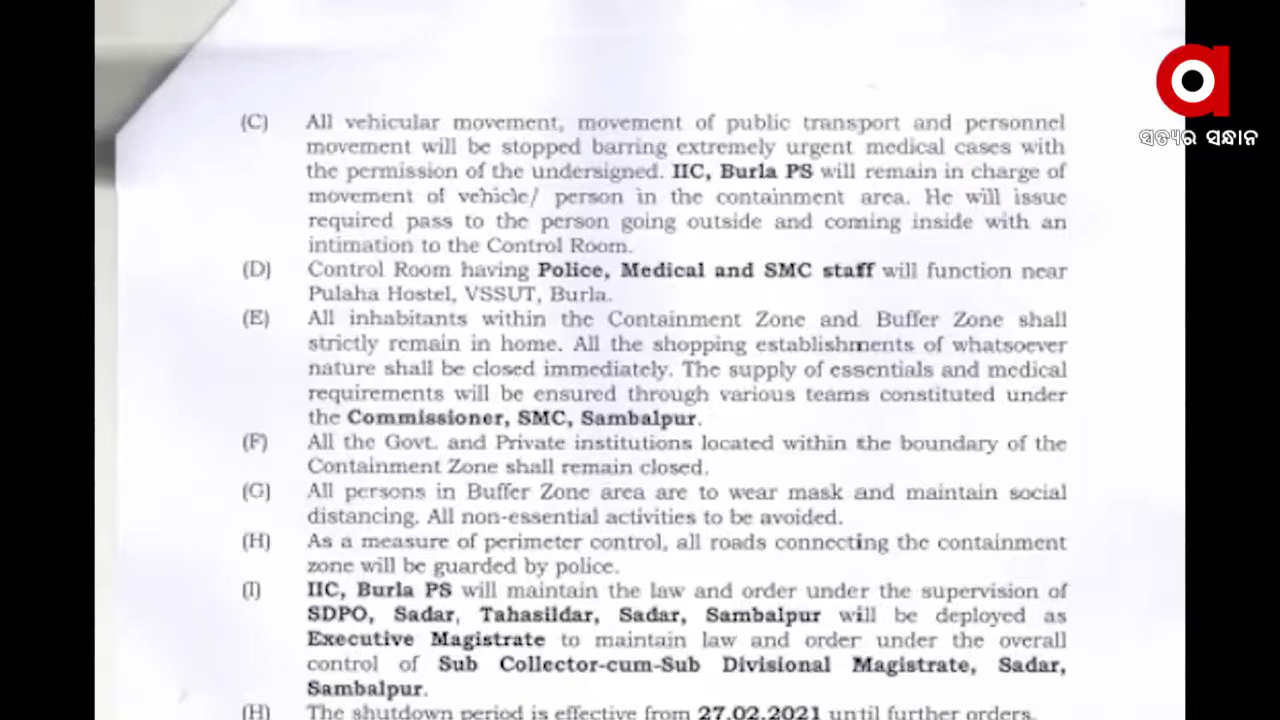 ସତ୍ୟର ସନ୍ଧାନ
(C) All vehicular movement, movement of public transport and personnel
movement will be stopped barring extremely urgent medical cases with
the permission of the undersigned. IIC, Burla PS will remain in charge of
movement of vehicle/ person in the containment area. He will issue
required pass to the person going outside and coming inside with an
intimation to the Control Room.
(D) Control Room having Police, Medical and SMC staff will function near
Pulaha Hostel, VSSUT, Burla.
(E) All inhabitants within the Containment Zone and Buffer Zone shall
strictly remain in home. All the shopping establishments of whatsoever
nature shall be closed immediately. The supply of essentials and medical
requirements will be ensured through various teams constituted under
the Commissioner, SMC, Sambalpur.
(F) All the Govt. and Private institutions located within the boundary of the
Containment Zone shall remain closed.
(G) All persons in Buffer Zone area are to wear mask and maintain social
distancing. All non-essential activities to be avoided.
(H) As a measure of perimeter control, all roads connecting the containment
zone will be guarded by police.
(I) IIC, Burla PS will maintain the law and order under the supervision of
SDPO, Sadar, Tahasildar, Sadar, Sambalpur will be deployed as
Executive Magistrate to maintain law and order under the overall
control of Sub Collector-cum-Sub Divisional Magistrate, Sadar,
Sambalpur.
(H) The shutdown period is effective from 27.02.2021 until further orders.